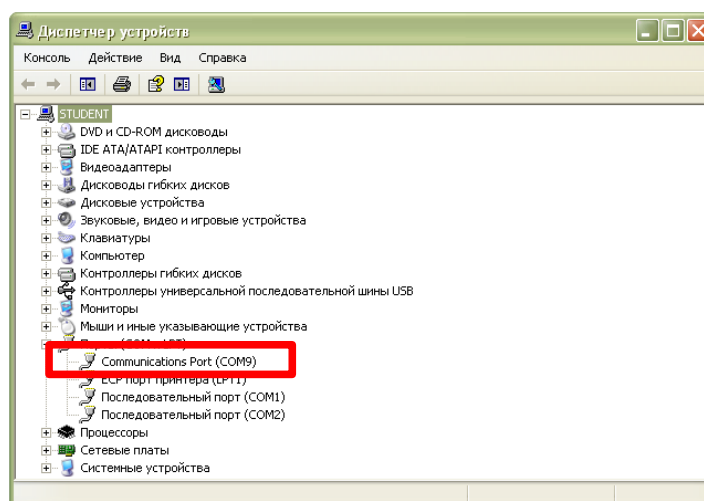 Диспетчер устройств
Консоль Действие Вид Справка
STUDENT
DVD и CD-ROM дисководы
IDE ATA/ATAPI контроллеры
Видеоадаптеры
Дисководы гибких дисков
Дисковые устройства
Звуковые, видео и игровые устройства
Клавиатуры
Компьютер
Контроллеры гибких дисков
Контроллеры универсальной последовательной шины USB
Мониторы
Мыши и иные указывающие устройства
Порты (COM и LPT)
Communications Port (COM9)
ECP порт принтера (LPT1)
Последовательный порт (COM1)
Последовательный порт (COM2)
Процессоры
Сетевые платы
Системные устройства